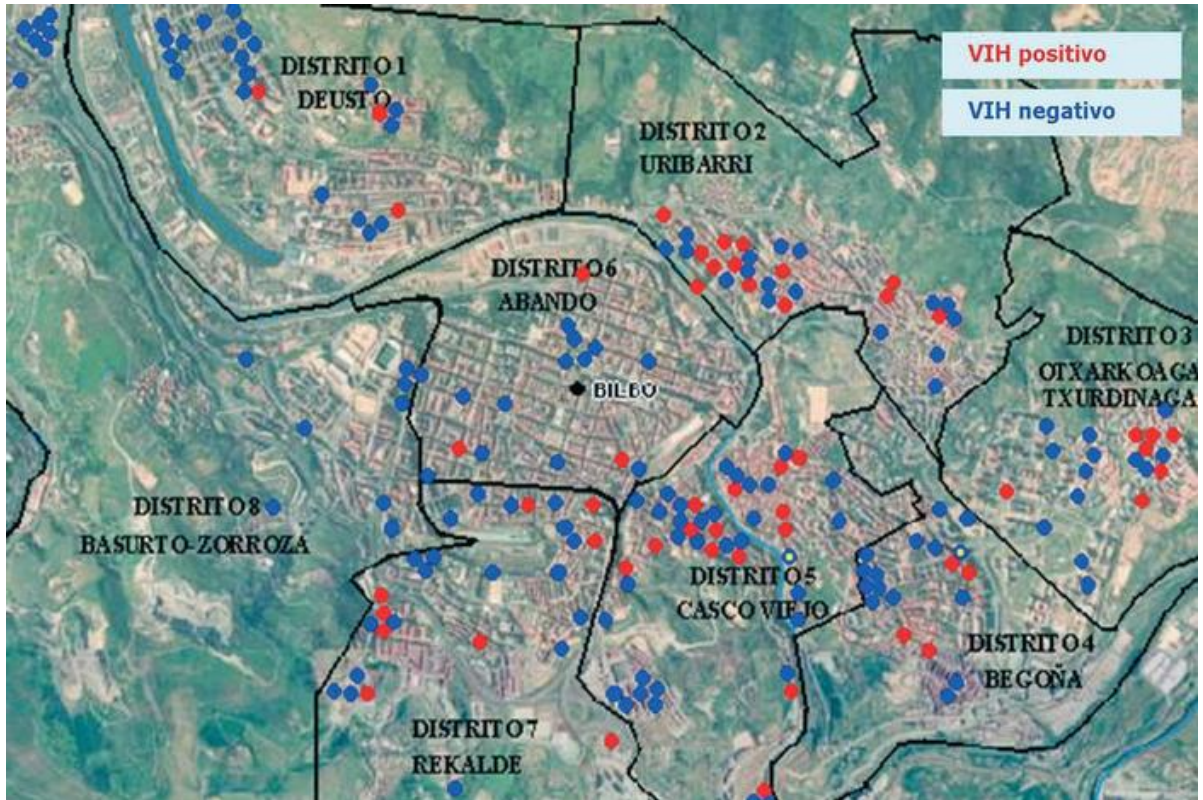 VIH positivo
VIH negativo
DISTRITO 1
DEUSTO
DISTRITO 2
URIBARRI
DISTRITO 6
ABANDO
BILBO
DISTRITO 3
OTXARKOAGA
TXURDINAGA
DISTRITO 8
BASURTO-ZORROZA
DISTRITO 5
CASCO VIEJO
DISTRITO 4
BEGOÑA
DISTRITO 7
REKALDE